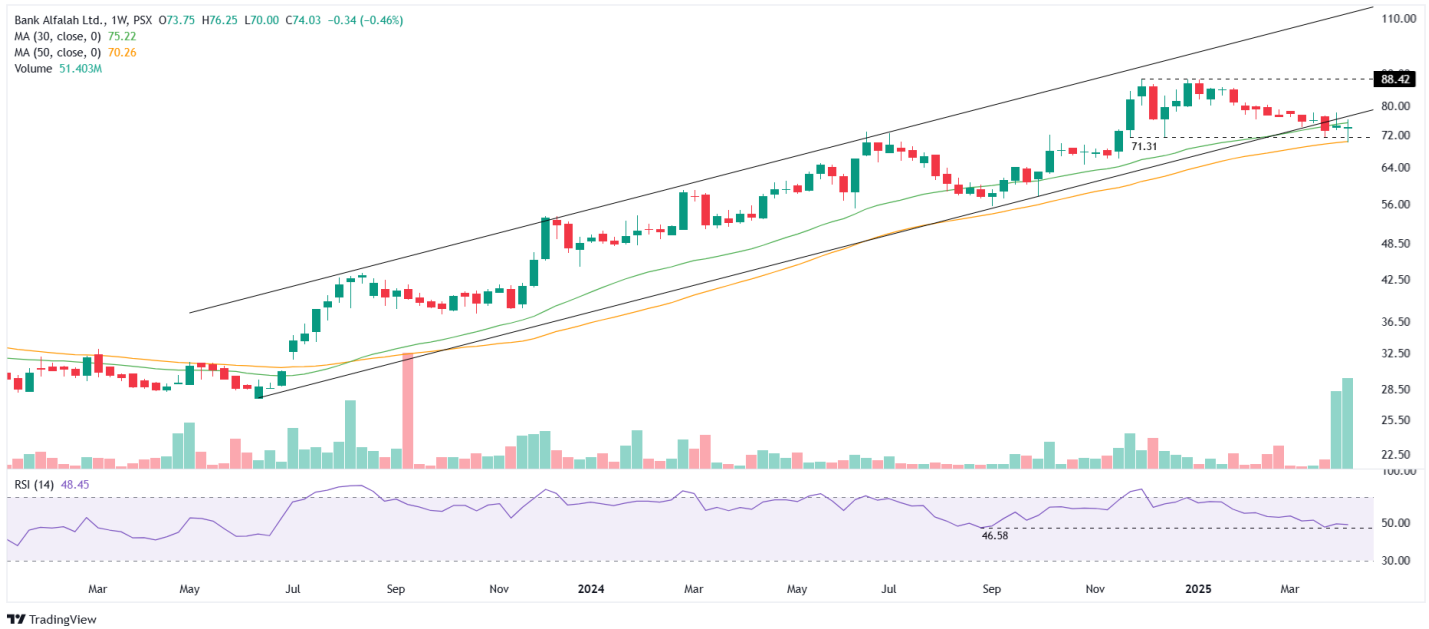 Bank Alfalah Ltd., 1W, PSX O73.75 H76.25 L70.00 C74.03 −0.34 (−0.46%)
MA (30, close, 0) 75.22
MA (50, close, 0) 70.26
Volume 51.403M
110.00
88.42
80.00
72.00
71.31
64.00
56.00
48.50
42.50
36.50
32.50
28.50
25.50
22.50
100.00
RSI (14) 48.45
50.00
46.58
30.00
Mar May Jul Sep Nov 2024 Mar May Jul Sep Nov 2025 Mar
TradingView